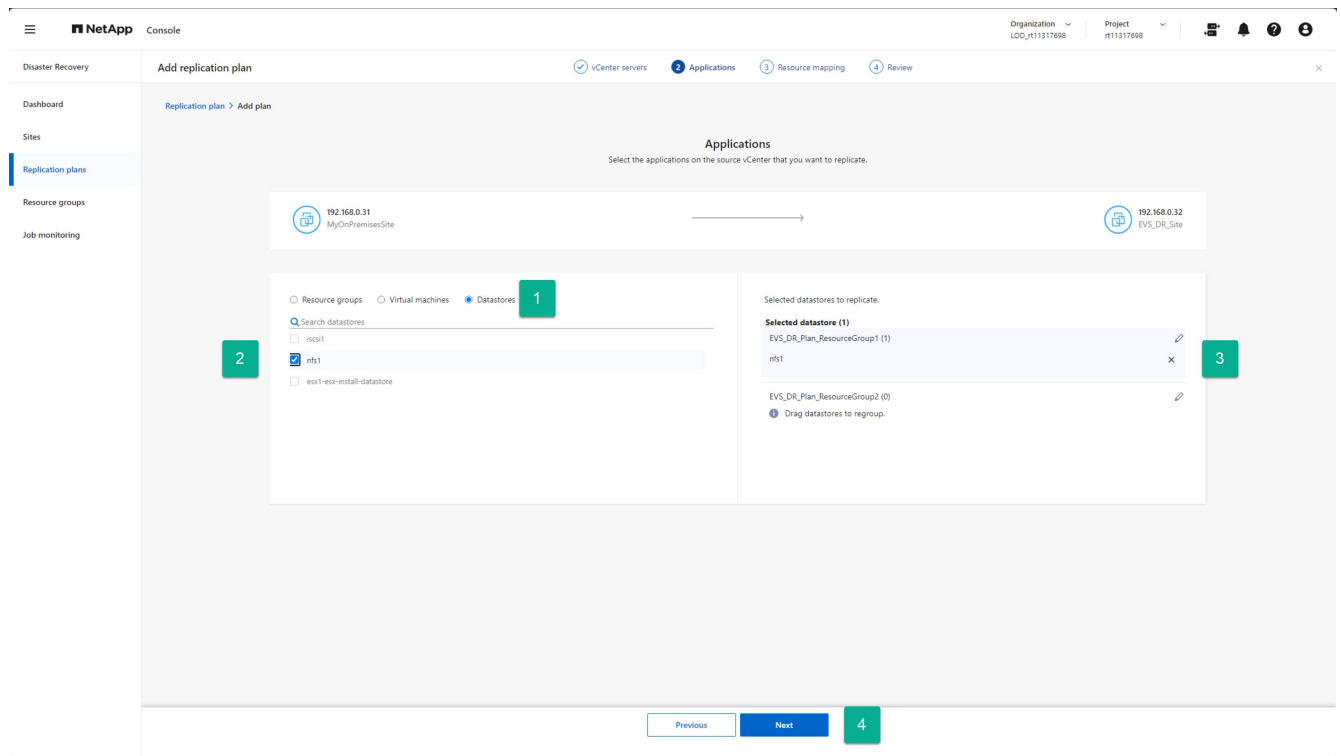 NetApp Console
Organization
LOD_rt11317698
Project
rt11317698
Disaster Recovery
Add replication plan
vCenter servers
2 Applications
3 Resource mapping
4 Review
Dashboard
Sites
Replication plans
Resource groups
Job monitoring
Replication plan > Add plan
Applications
Select the applications on the source vCenter that you want to replicate.
192.168.0.31
MyOnPremisesSite
192.168.0.32
EVS_DR_Site
Resource groups
Virtual machines
Datastores
1
Search datastores
iscsi1
2
nfs1
esx1-esx-install-datastore
Selected datastores to replicate.
Selected datastore (1)
EVS_DR_Plan_ResourceGroup1 (1)
nfs1
3
EVS_DR_Plan_ResourceGroup2 (0)
Drag datastores to regroup.
Previous
Next
4